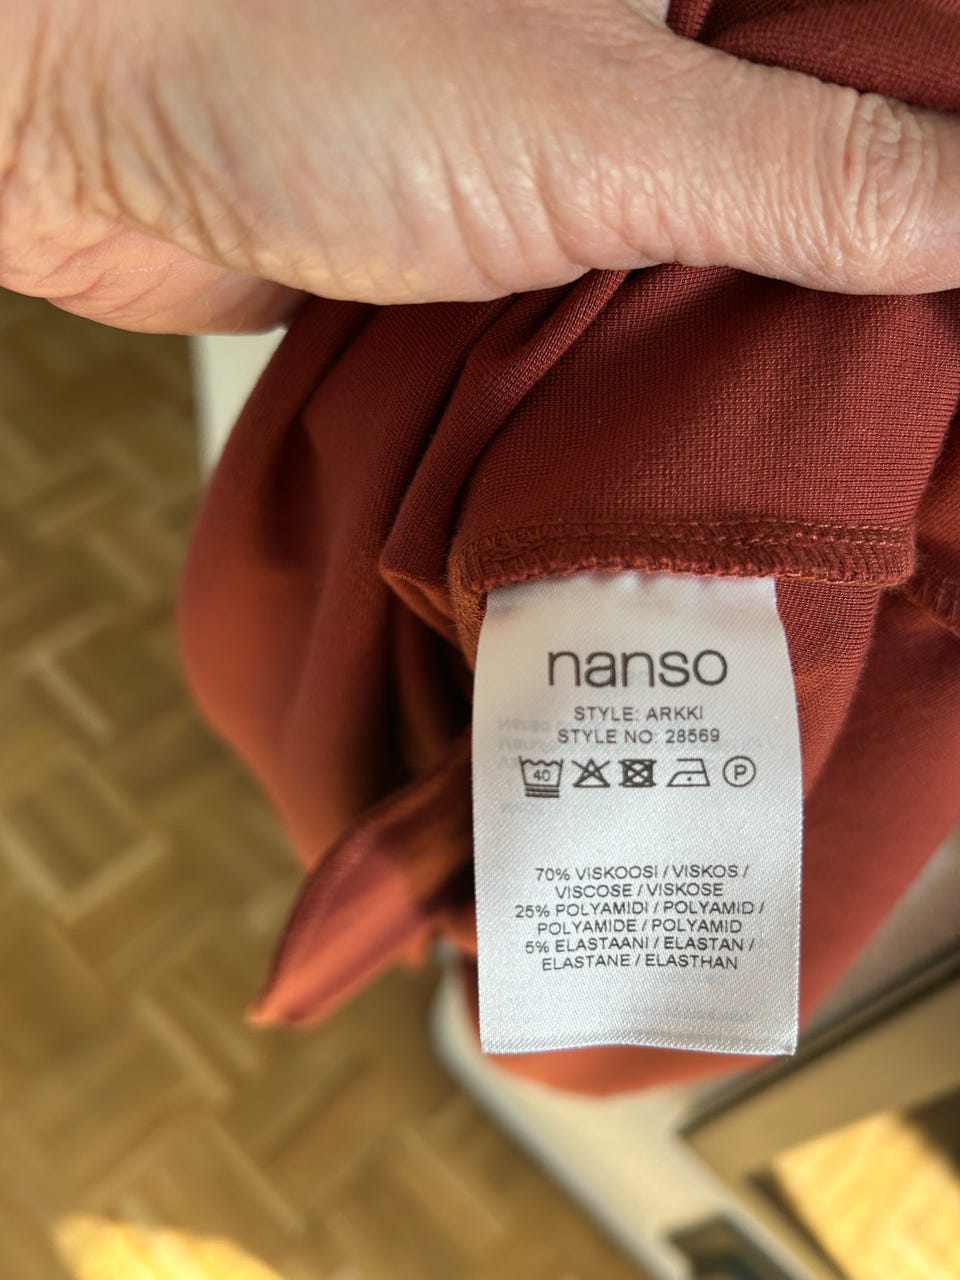 nanso
STYLE: ARKKI
STYLE NO: 28569
40 P
70% VISKOOSI / VISKOS /
VISCOSE / VISKOSE
25% POLYAMIDI / POLYAMID /
POLYAMIDE / POLYAMID
5% ELASTAANI / ELASTAN /
ELASTANE / ELASTHAN